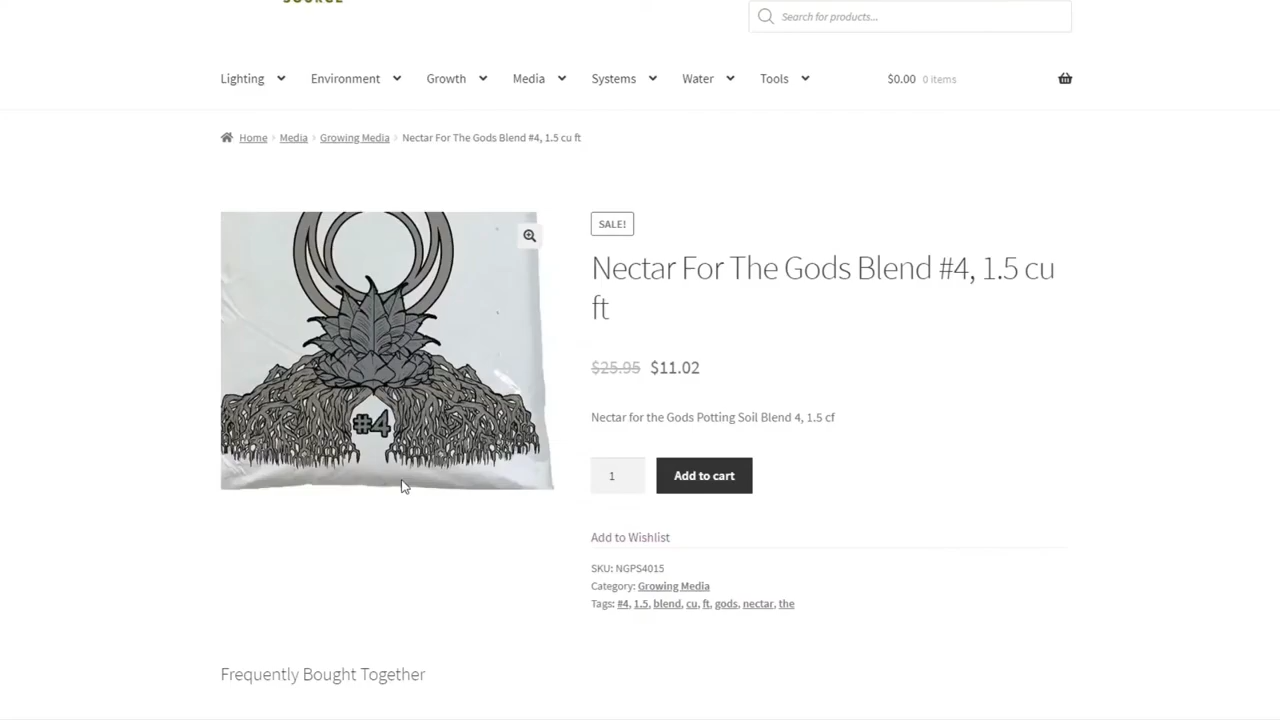 SOURCE
Search for products...
Lighting Environment Growth Media Systems Water Tools $0.00 0 items
Home › Media › Growing Media › Nectar For The Gods Blend #4, 1.5 cu ft
SALE!
Nectar For The Gods Blend #4, 1.5 cu
ft
$25.95 $11.02
Nectar for the Gods Potting Soil Blend 4, 1.5 cf
1 Add to cart
#4
Add to Wishlist
SKU: NGPS4015
Category: Growing Media
Tags: #4, 1.5, blend, cu, ft, gods, nectar, the
Frequently Bought Together